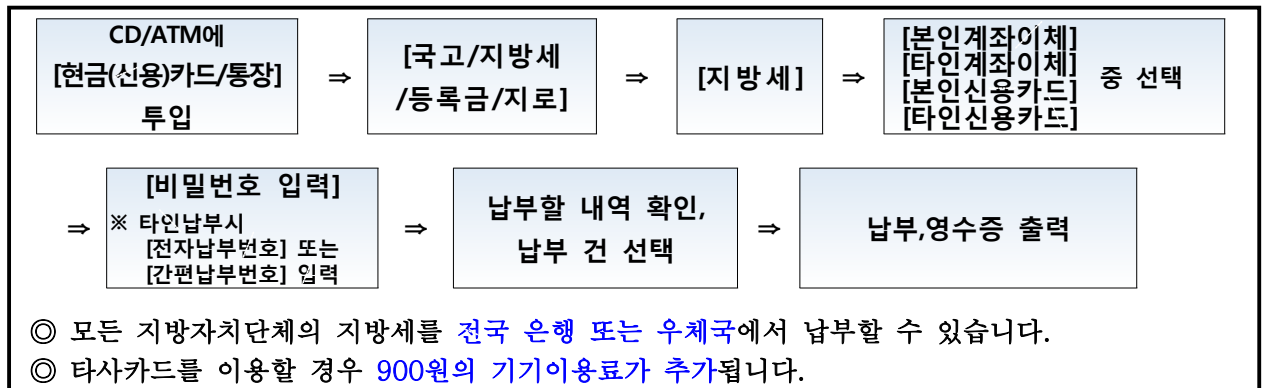 CD/ATM에
[현금(신용)카드/통장]
투입
⇒
[국고/지방세
/등록금/지로]
⇒
[지방세]
⇒
[본인계좌이체]
[타인계좌이체]
[본인신용카드]
[타인신용카드]
중 선택
⇒
[비밀번호 입력]
※ 타인납부시
[전자납부번호] 또는
[간편납부번호] 입력
⇒
납부할 내역 확인,
납부 건 선택
⇒
납부,영수증 출력
◎ 모든 지방자치단체의 지방세를 전국 은행 또는 우체국에서 납부할 수 있습니다.
◎ 타사카드를 이용할 경우 900원의 기기이용료가 추가됩니다.